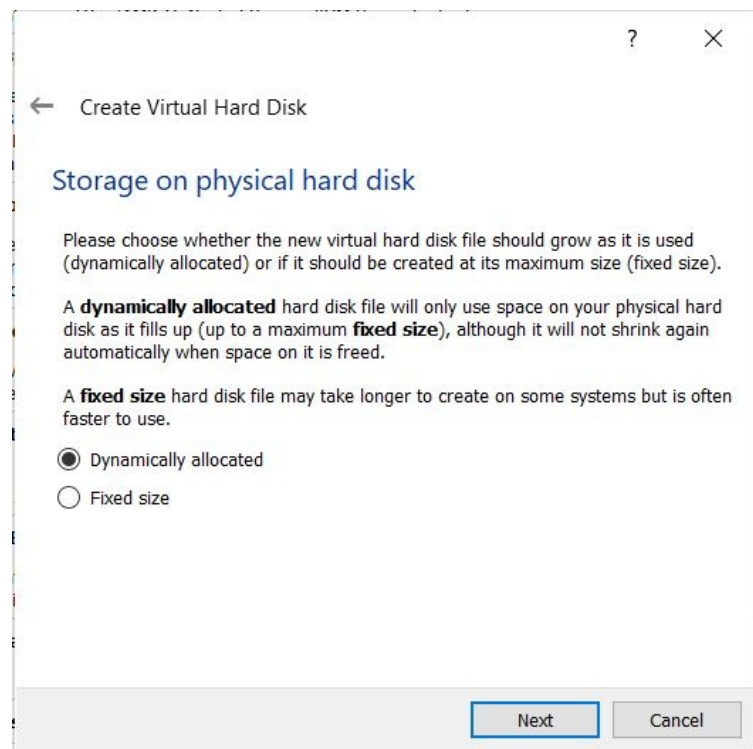 ?
Create Virtual Hard Disk
Storage on physical hard disk
Please choose whether the new virtual hard disk file should grow as it is used
(dynamically allocated) or if it should be created at its maximum size (fixed size).
A dynamically allocated hard disk file will only use space on your physical hard
disk as it fills up (up to a maximum fixed size), although it will not shrink again
automatically when space on it is freed.
A fixed size hard disk file may take longer to create on some systems but is often
faster to use.
Dynamically allocated
Fixed size
Next Cancel